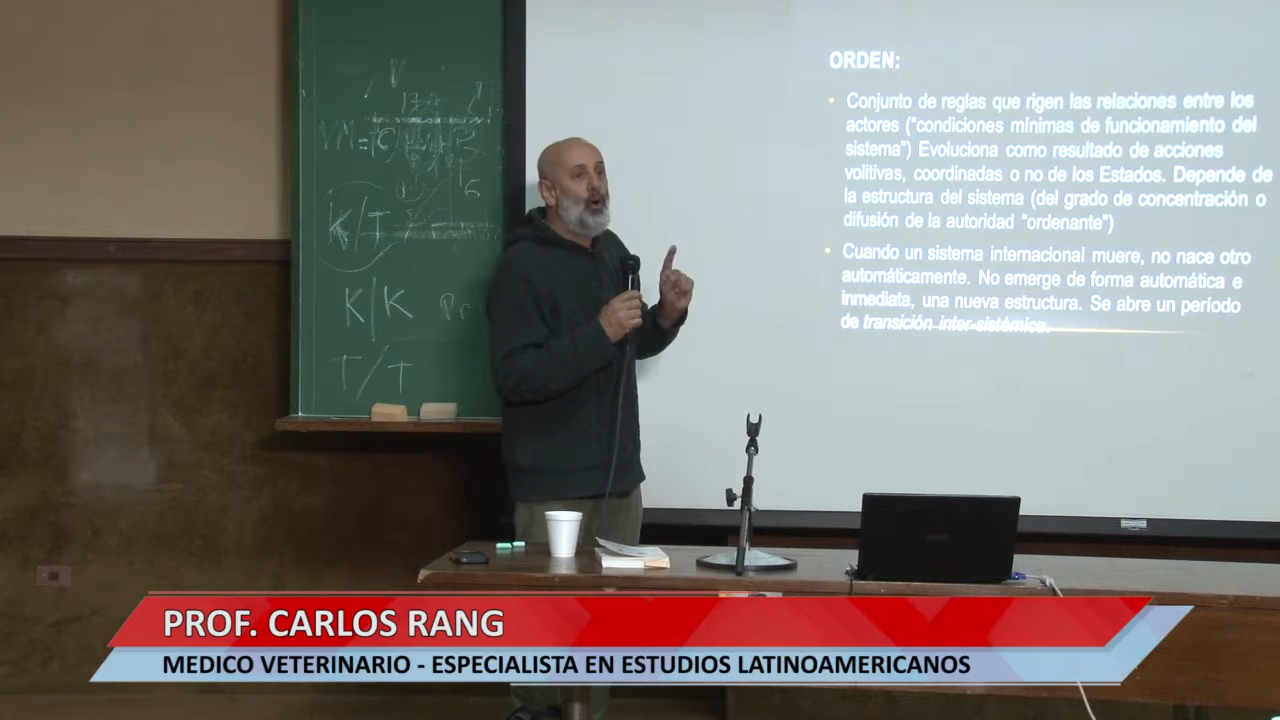 ORDEN:
• Conjunto de reglas que rigen las relaciones entre los
actores ("condiciones mínimas de funcionamiento del
sistema") Evoluciona como resultado de acciones
volitivas, coordinadas o no de los Estados. Depende de
la estructura del sistema (del grado de concentración o
difusión de la autoridad "ordenante")
• Cuando un sistema internacional muere, no nace otro
automáticamente. No emerge de forma automática e
inmediata, una nueva estructura. Se abre un período
de transición inter-sistémica.
K/T
K/K
T/T
PROF. CARLOS RANG
MEDICO VETERINARIO - ESPECIALISTA EN ESTUDIOS LATINOAMERICANOS